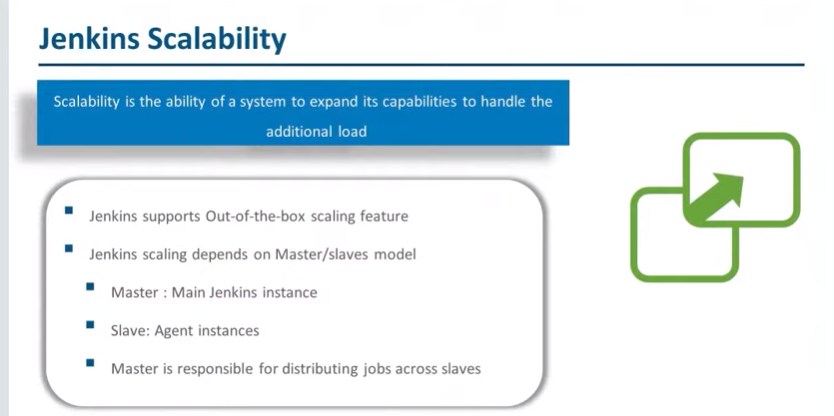 Jenkins Scalability
Scalability is the ability of a system to expand its capabilities to handle the
additional load
Jenkins supports Out-of-the-box scaling feature
Jenkins scaling depends on Master/slaves model
Master : Main Jenkins instance
Slave: Agent instances
Master is responsible for distributing jobs across slaves